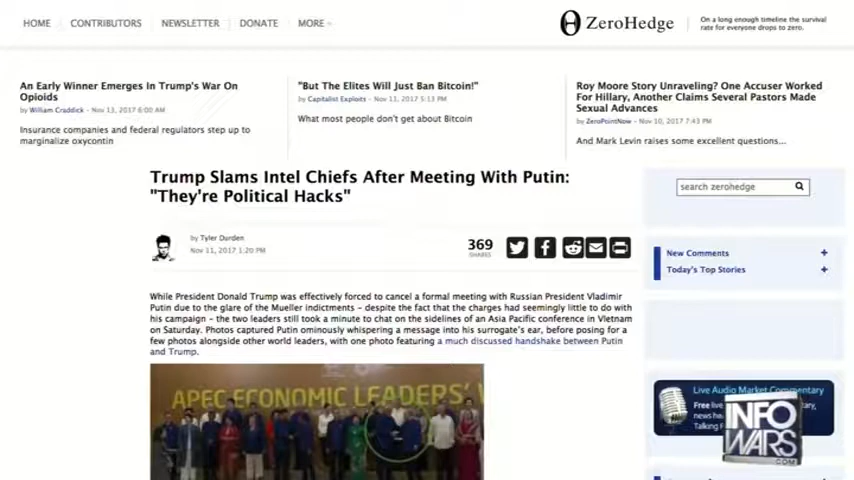 HOME CONTRIBUTORS NEWSLETTER DONATE MORE
ZeroHedge
On a long enough timeline the survival
rate for everyone drops to zero.
An Early Winner Emerges In Trump's War On
Opioids
by William Craddick - Nov 13, 2017 6:00 AM
Insurance companies and federal regulators step up to
marginalize oxycontin
"But The Elites Will Just Ban Bitcoin!"
by Capitalist Exploits - Nov 11, 2017 5:13 PM
What most people don't get about Bitcoin
Roy Moore Story Unraveling? One Accuser Worked
For Hillary, Another Claims Several Pastors Made
Sexual Advances
by ZeroPointNow - Nov 10, 2017 7:43 PM
And Mark Levin raises some excellent questions...
Trump Slams Intel Chiefs After Meeting With Putin:
"They're Political Hacks"
by Tyler Durden
Nov 11, 2017 1:20 PM
369
SHARES
While President Donald Trump was effectively forced to cancel a formal meeting with Russian President Vladimir
Putin due to the glare of the Mueller indictments - despite the fact that the charges had seemingly little to do with
his campaign - the two leaders still took a minute to chat on the sidelines of an Asia Pacific conference in Vietnam
on Saturday. Photos captured Putin ominously whispering a message into his surrogate's ear, before posing for a
few photos alongside other world leaders, with one photo featuring a much discussed handshake between Putin
and Trump.
APEC ECONOMIC LEADERS'
search zerohedge
New Comments +
Today's Top Stories +
Live Audio Market Commentary
Free
news
Talking
INFO
WARS
.COM